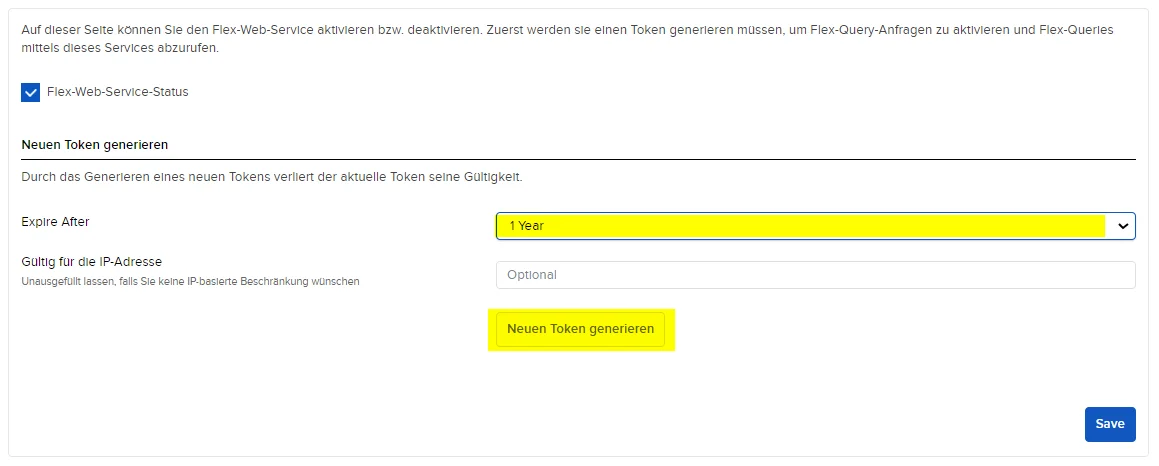 Auf dieser Seite können Sie den Flex-Web-Service aktivieren bzw. deaktivieren. Zuerst werden sie einen Token generieren müssen, um Flex-Query-Anfragen zu aktivieren und Flex-Queries
mittels dieses Services abzurufen.
Flex-Web-Service-Status
Neuen Token generieren
Durch das Generieren eines neuen Tokens verliert der aktuelle Token seine Gültigkeit.
Expire After
1 Year
Gültig für die IP-Adresse
Unausgefüllt lassen, falls Sie keine IP-basierte Beschränkung wünschen
Optional
Neuen Token generieren
Save